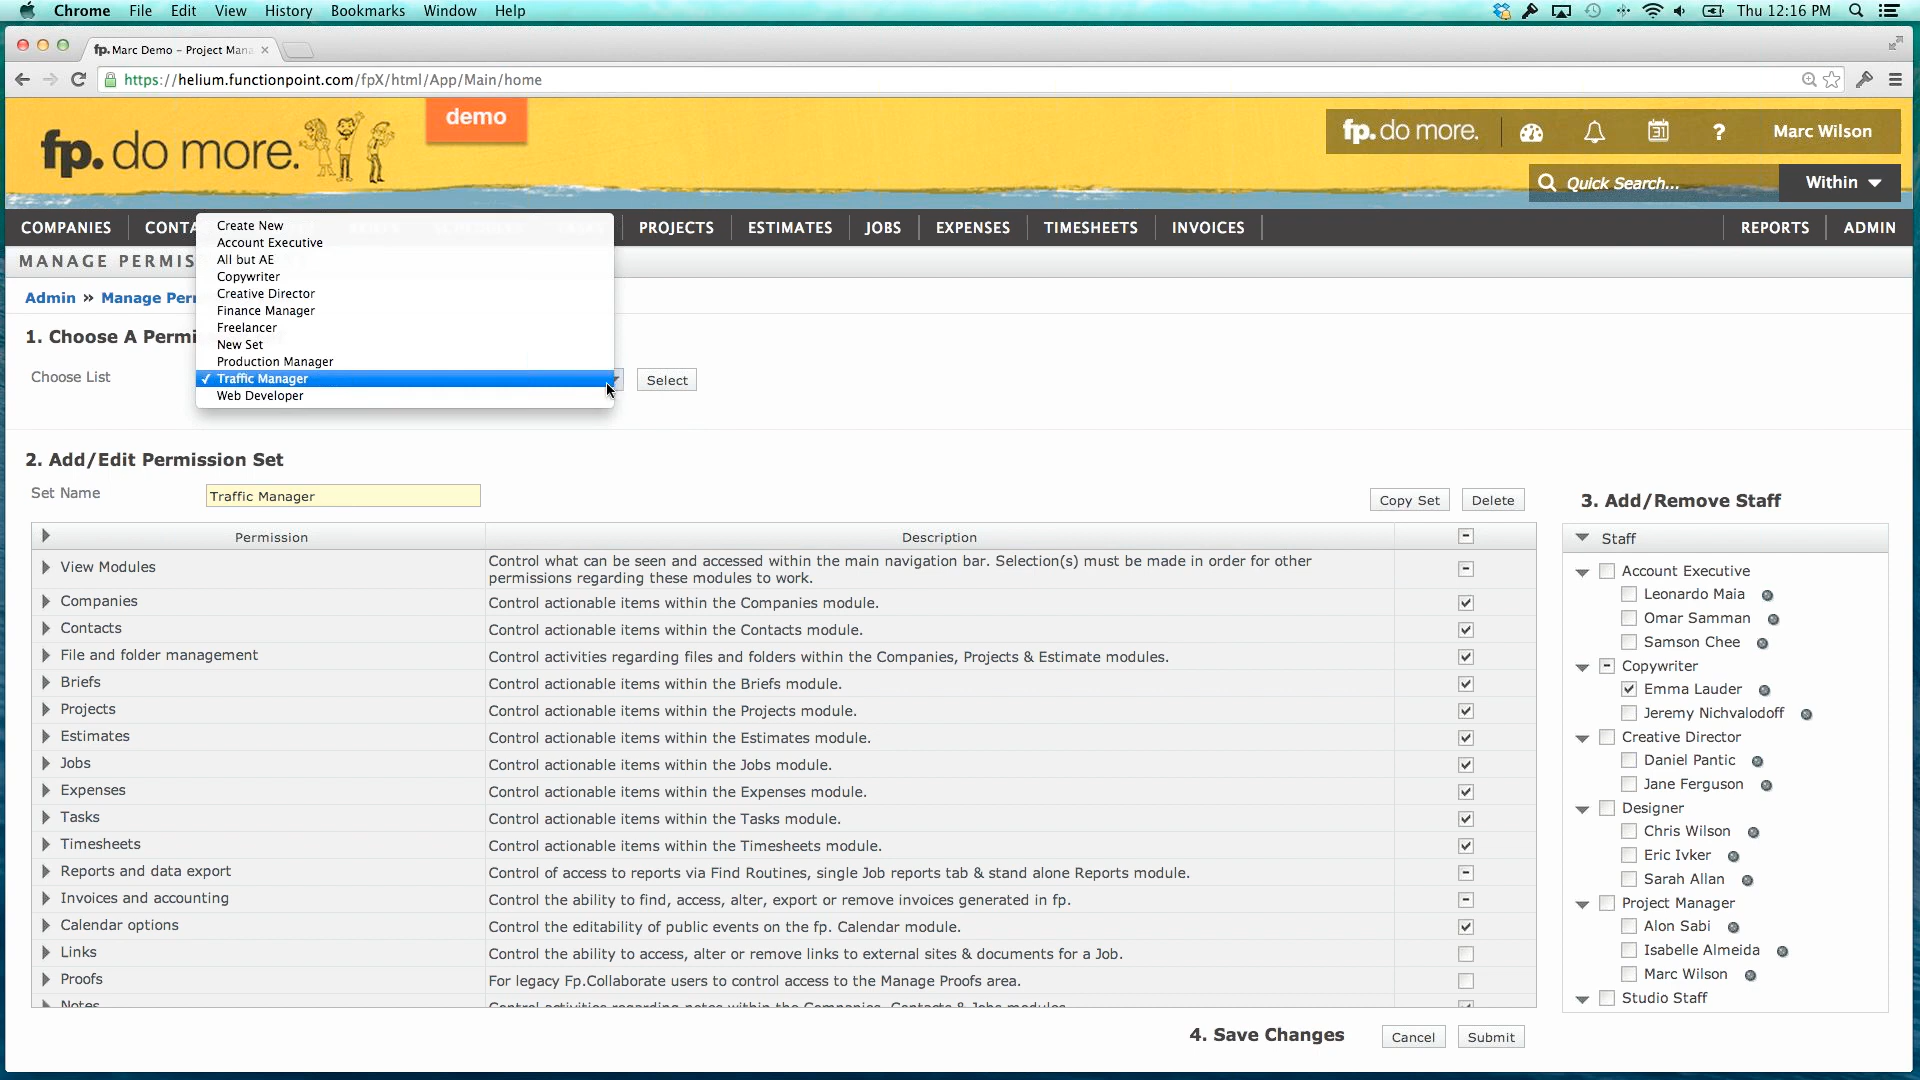 Chrome File Edit View History Bookmarks Window Help
Thu 12:16 PM
fp. Marc Demo – Project Mana
https://helium.functionpoint.com/fpX/html/App/Main/home
fp. do more.
demo
fp. do more.
31
?
Marc Wilson
Quick Search...
Within
COMPANIES
CONTA
PROJECTS
ESTIMATES
JOBS
EXPENSES
TIMESHEETS
INVOICES
REPORTS
ADMIN
MANAGE PERMIS
Admin » Manage Per
1. Choose A Permi
Choose List
Create New
Account Executive
All but AE
Copywriter
Creative Director
Finance Manager
Freelancer
New Set
Production Manager
✓ Traffic Manager
Web Developer
Select
2. Add/Edit Permission Set
Set Name
Traffic Manager
Copy Set
Delete
Permission
Description
View Modules
Control what can be seen and accessed within the main navigation bar. Selection(s) must be made in order for other
permissions regarding these modules to work.
Companies
Control actionable items within the Companies module.
Contacts
Control actionable items within the Contacts module.
File and folder management
Control activities regarding files and folders within the Companies, Projects & Estimate modules.
Briefs
Control actionable items within the Briefs module.
Projects
Control actionable items within the Projects module.
Estimates
Control actionable items within the Estimates module.
Jobs
Control actionable items within the Jobs module.
Expenses
Control actionable items within the Expenses module.
Tasks
Control actionable items within the Tasks module.
Timesheets
Control actionable items within the Timesheets module.
Reports and data export
Control of access to reports via Find Routines, single Job reports tab & stand alone Reports module.
Invoices and accounting
Control the ability to find, access, alter, export or remove invoices generated in fp.
Calendar options
Control the editability of public events on the fp. Calendar module.
Links
Control the ability to access, alter or remove links to external sites & documents for a Job.
Proofs
For legacy Fp.Collaborate users to control access to the Manage Proofs area.
Notes
Control activities regarding notes within the Companies, Contacts & Jobs modules.
3. Add/Remove Staff
Staff
Account Executive
Leonardo Maia
Omar Samman
Samson Chee
Copywriter
Emma Lauder
Jeremy Nichvalodoff
Creative Director
Daniel Pantic
Jane Ferguson
Designer
Chris Wilson
Eric Ivker
Sarah Allan
Project Manager
Alon Sabi
Isabelle Almeida
Marc Wilson
Studio Staff
4. Save Changes
Cancel
Submit